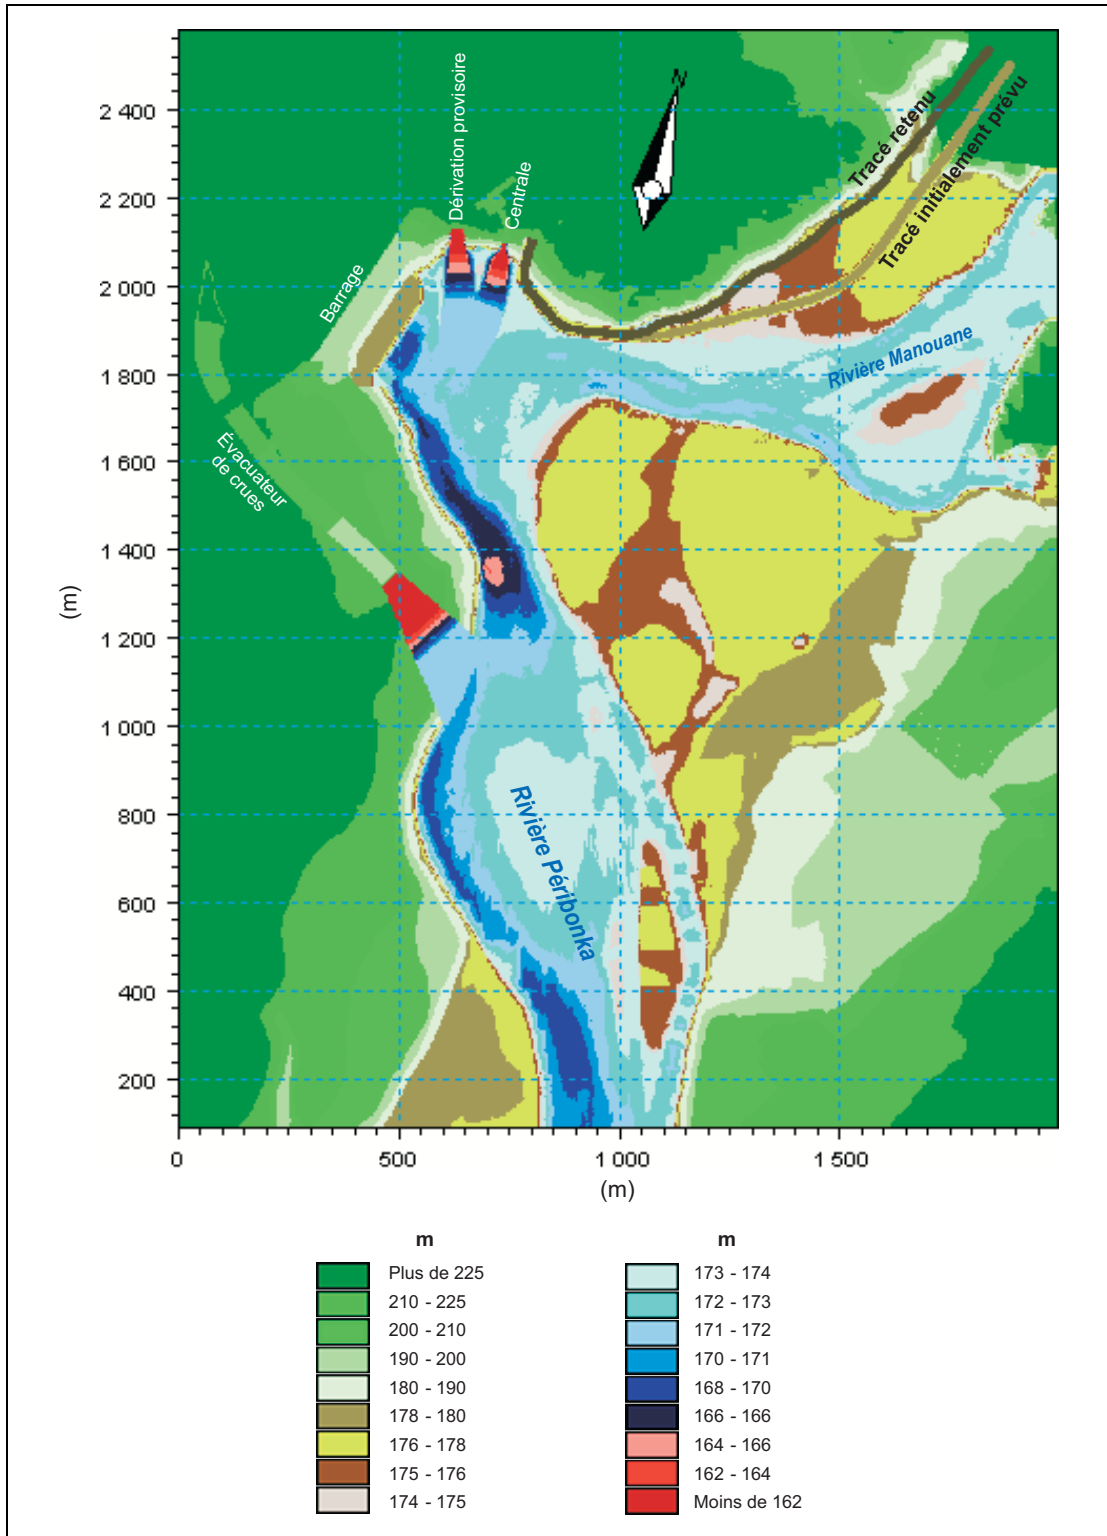 N
Dérivation provisoire
Centrale
Barrage
Évacuateur
de crues
Tracé retenu
Tracé initialement prévu
Rivière Manouane
Rivière Péribonka
(m)
2 400
2 200
2 000
1 800
1 600
1 400
1 200
1 000
800
600
400
200
0
500
1 000
1 500
(m)
m
Plus de 225
210 - 225
200 - 210
190 - 200
180 - 190
178 - 180
176 - 178
175 - 176
174 - 175
m
173 - 174
172 - 173
171 - 172
170 - 171
168 - 170
166 - 166
164 - 166
162 - 164
Moins de 162